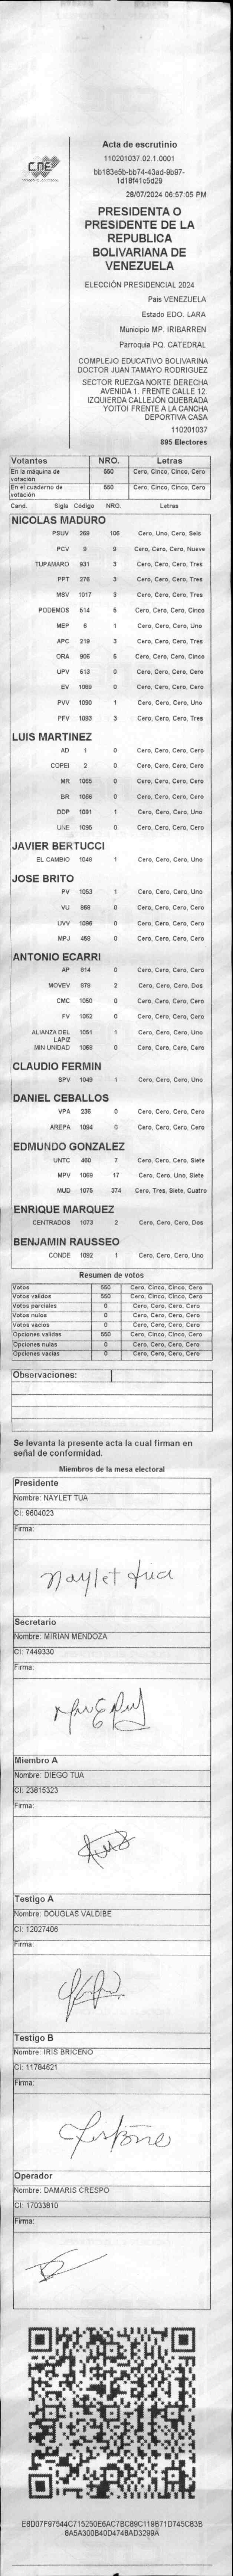 CNE
Acta de escrutinio
110201037.02.1.0001
bb183e5b-bb74-43ad-9b97-
1d18f41c5d29
28/07/2024 06:57:05 PM
PRESIDENTA O
PRESIDENTE DE LA
REPUBLICA
BOLIVARIANA DE
VENEZUELA
ELECCIÓN PRESIDENCIAL 2024
Pais VENEZUELA
Estado EDO. LARA
Municipio MP. IRIBARREN
Parroquia PQ. CATEDRAL
COMPLEJO EDUCATIVO BOLIVARINA
DOCTOR JUAN TAMAYO RODRIGUEZ
SECTOR RUEZGA NORTE DERECHA
AVENIDA 1. FRENTE CALLE 12.
IZQUIERDA CALLEJÓN QUEBRADA
YOITOI FRENTE A LA CANCHA
DEPORTIVA CASA
110201037
895 Electores
Votantes NRO. Letras
En la máquina de votación 550 Cero, Cinco, Cinco, Cero
En el cuaderno de votación 550 Cero, Cinco, Cinco, Cero
Cand. Sigla Código NRO. Letras
NICOLAS MADURO
PSUV 269 106 Cero, Uno, Cero, Seis
PCV 9 9 Cero, Cero, Cero, Nueve
TUPAMARO 931 3 Cero, Cero, Cero, Tres
PPT 276 3 Cero, Cero, Cero, Tres
MSV 1017 3 Cero, Cero, Cero, Tres
PODEMOS 514 5 Cero, Cero, Cero, Cinco
MEP 6 1 Cero, Cero, Cero, Uno
APC 219 3 Cero, Cero, Cero, Tres
ORA 906 5 Cero, Cero, Cero, Cinco
UPV 513 0 Cero, Cero, Cero, Cero
EV 1089 0 Cero, Cero, Cero, Cero
PVV 1090 1 Cero, Cero, Cero, Uno
PFV 1093 3 Cero, Cero, Cero, Tres
LUIS MARTINEZ
AD 1 0 Cero, Cero, Cero, Cero
COPEI 2 0 Cero, Cero, Cero, Cero
MR 1065 0 Cero, Cero, Cero, Cero
BR 1066 0 Cero, Cero, Cero, Cero
DDP 1091 1 Cero, Cero, Cero, Uno
UNE 1095 0 Cero, Cero, Cero, Cero
JAVIER BERTUCCI
EL CAMBIO 1048 1 Cero, Cero, Cero, Uno
JOSE BRITO
PV 1053 1 Cero, Cero, Cero, Uno
VU 868 0 Cero, Cero, Cero, Cero
UVV 1096 0 Cero, Cero, Cero, Cero
MPJ 458 0 Cero, Cero, Cero, Cero
ANTONIO ECARRI
AP 814 0 Cero, Cero, Cero, Cero
MOVEV 979 2 Cero, Cero, Cero, Dos
CMC 1050 0 Cero, Cero, Cero, Cero
FV 1052 0 Cero, Cero, Cero, Cero
ALIANZA DEL LAPIZ 1051 1 Cero, Cero, Cero, Uno
MIN UNIDAD 1069 0 Cero, Cero, Cero, Cero
CLAUDIO FERMIN
SPV 1049 1 Cero, Cero, Cero, Uno
DANIEL CEBALLOS
VPA 236 0 Cero, Cero, Cero, Cero
AREPA 1094 0 Cero, Cero, Cero, Cero
EDMUNDO GONZALEZ
UNTC 460 7 Cero, Cero, Cero, Siete
MPV 1069 17 Cero, Cero, Uno, Siete
MUD 1075 374 Cero, Tres, Siete, Cuatro
ENRIQUE MARQUEZ
CENTRADOS 1073 2 Cero, Cero, Cero, Dos
BENJAMIN RAUSSEO
CONDE 1092 1 Cero, Cero, Cero, Uno
Resumen de votos
Votos 550 Cero, Cinco, Cinco, Cero
Votos validos 550 Cero, Cinco, Cinco, Cero
Votos parciales 0 Cero, Cero, Cero, Cero
Votos nulos 0 Cero, Cero, Cero, Cero
Votos vacios 0 Cero, Cero, Cero, Cero
Opciones validas 550 Cero, Cinco, Cinco, Cero
Opciones nulas 0 Cero, Cero, Cero, Cero
Opciones vacias 0 Cero, Cero, Cero, Cero
Observaciones:
Se levanta la presente acta la cual firman en
señal de conformidad.
Miembros de la mesa electoral
Presidente
Nombre: NAYLET TUA
CI: 9604023
Firma:
Naylet Tua
Secretario
Nombre: MIRIAN MENDOZA
CI: 7449330
Firma:
Miembro A
Nombre: DIEGO TUA
CI: 23815323
Firma:
Testigo A
Nombre: DOUGLAS VALDIBE
CI: 12027406
Firma:
Testigo B
Nombre: IRIS BRICEÑO
CI: 11784621
Firma:
Operador
Nombre: DAMARIS CRESPO
CI: 17033810
Firma:
E8D07F97544C715250E6AC7BC89C119B71D745C83B
8A5A300B40D4748AD3299A